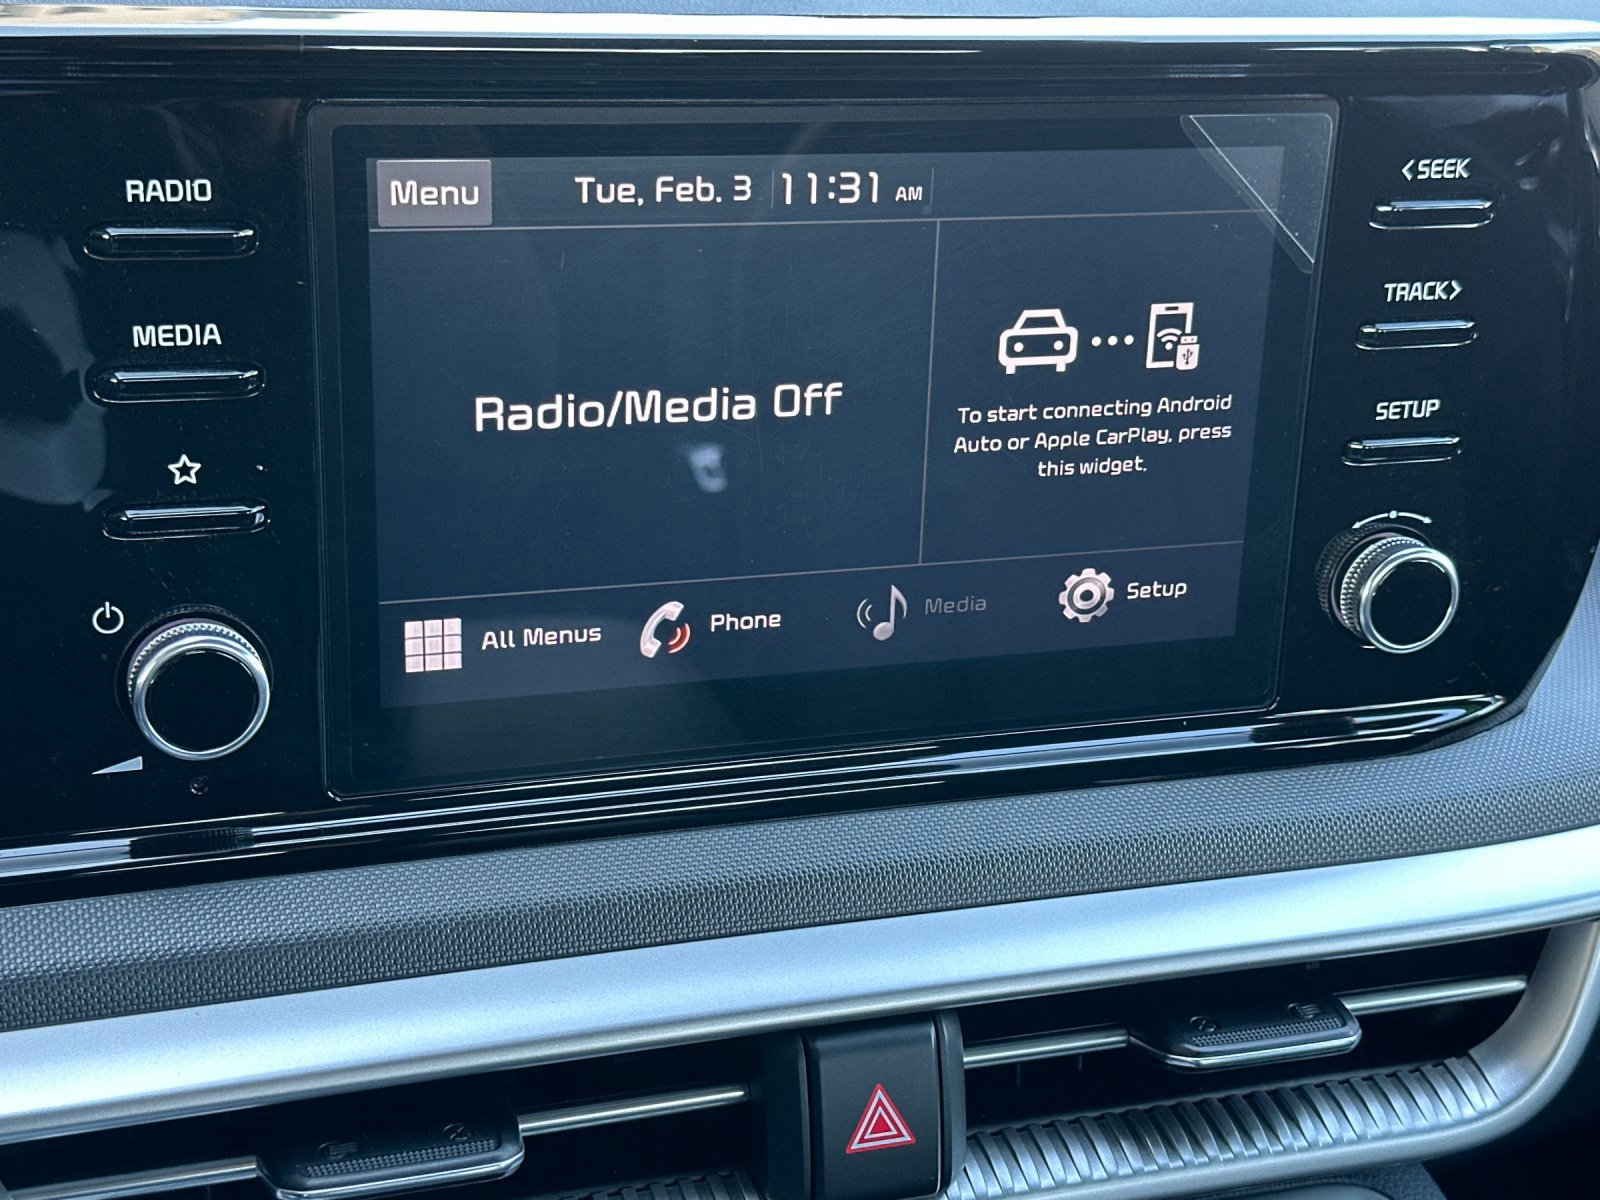 RADIO
MEDIA
Menu
Tue, Feb. 3
11:31 AM
Radio/Media Off
To start connecting Android
Auto or Apple CarPlay, press
this widget.
All Menus
Phone
Media
Setup
<SEEK
TRACK>
SETUP